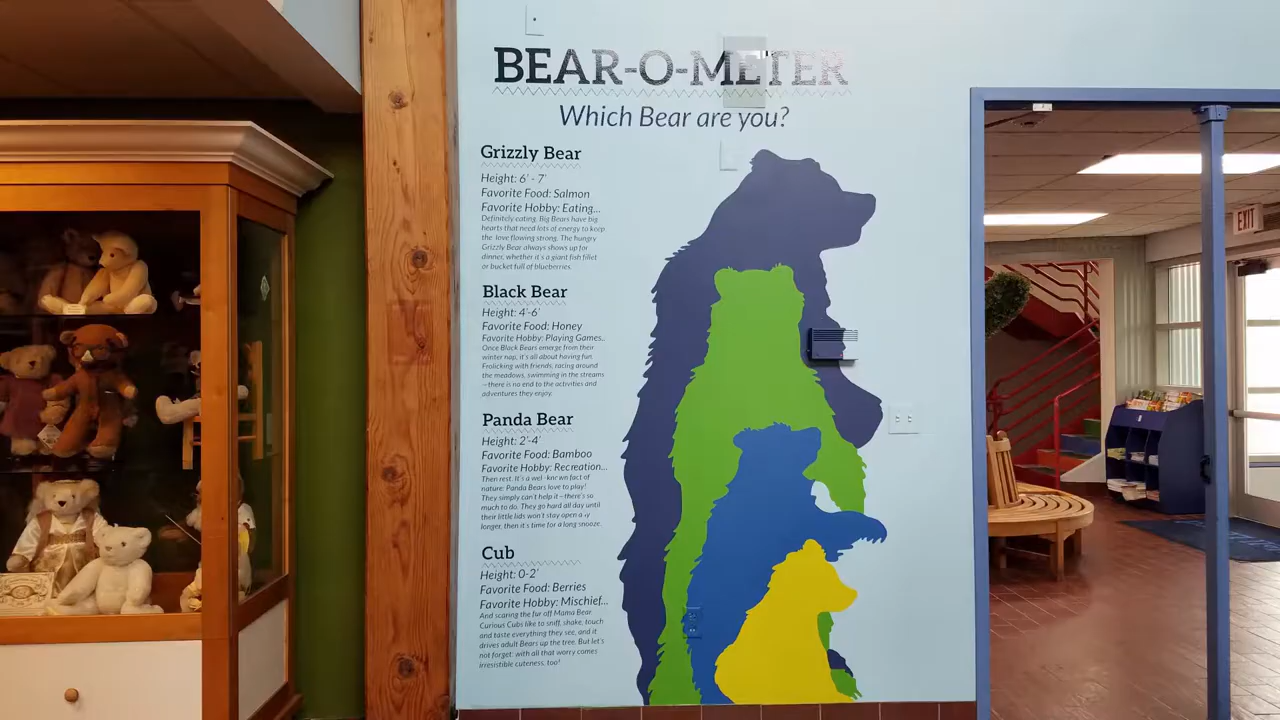 BEAR-O-METER
Which Bear are you?
Grizzly Bear
Height: 6' - 7'
Favorite Food: Salmon
Favorite Hobby: Eating...
Definitely eating. Big Bears have big
hearts that need lots of energy to keep
the love flowing strong. The hungry
Grizzly Bear always shows up for
dinner, whether it's a giant fish fillet
or bucket full of blueberries.
Black Bear
Height: 4'-6'
Favorite Food: Honey
Favorite Hobby: Playing Games..
Once Black Bears emerge from their
winter nap, it's all about having fun.
Frolicking with friends, racing around
the meadows, swimming in the streams
—there is no end to the activities and
adventures they enjoy.
Panda Bear
Height: 2'-4'
Favorite Food: Bamboo
Favorite Hobby: Recreation...
Then rest. It's a well-known fact of
nature: Panda Bears love to play!
They simply can't help it—there's so
much to do. They go hard all day until
their little lids won't stay open any
longer, then it's time for a long snooze.
Cub
Height: 0-2'
Favorite Food: Berries
Favorite Hobby: Mischief...
And scaring the fur off Mama Bear.
Curious Cubs like to sniff, shake, touch
and taste everything they see, and it
drives adult Bears up the tree. But let's
not forget: with all that worry comes
irresistible cuteness, too!
EXIT